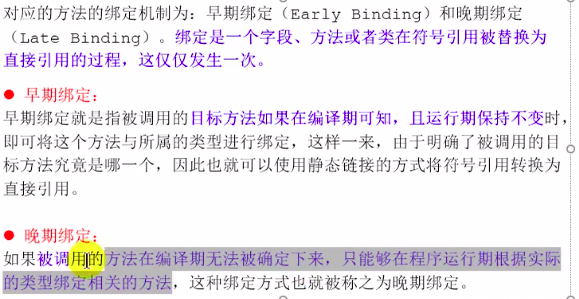 对应的方法的绑定机制为：早期绑定（Early Binding）和晚期绑定
（Late Binding）。绑定是一个字段、方法或者类在符号引用被替换为
直接引用的过程，这仅仅发生一次。
● 早期绑定：
早期绑定就是指被调用的目标方法如果在编译期可知，且运行期保持不变时，
即可将这个方法与所属的类型进行绑定，这样一来，由于明确了被调用的目
标方法究竟是哪一个，因此也就可以使用静态链接的方式将符号引用转换为
直接引用。
● 晚期绑定：
如果被调用的方法在编译期无法被确定下来，只能够在程序运行期根据实际
的类型绑定相关的方法，这种绑定方式也就被称之为晚期绑定。